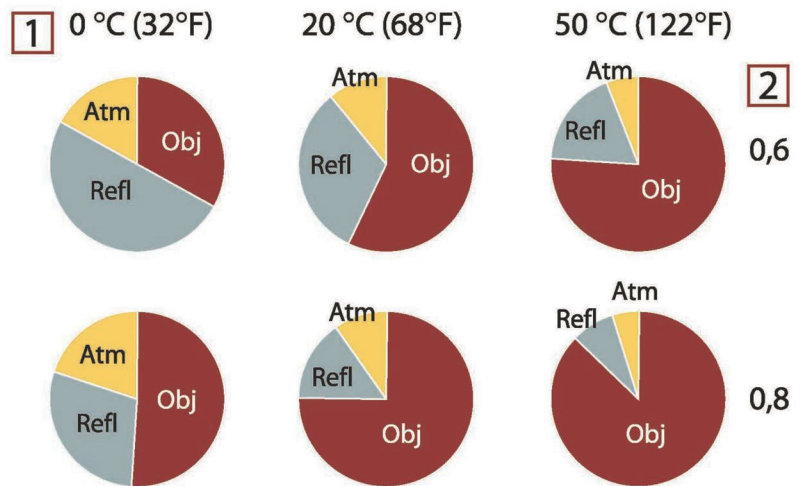 1 0 °C (32°F) 20 °C (68°F) 50 °C (122°F)
2
Atm Obj Refl
Atm Refl Obj
Atm Refl Obj
0,6
Atm Obj Refl
Atm Refl Obj
Atm Refl Obj
0,8